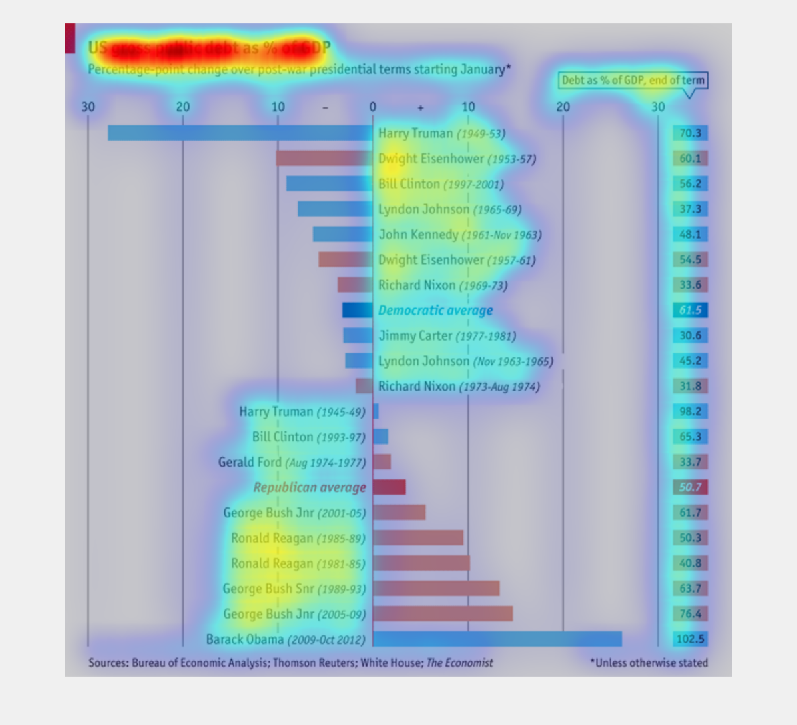 US gross public debt as % of GDP
Percentage-point change over post-war presidential terms starting January*
Debt as % of GDP, end of term
30 20 10 – 0 + 10 20 30
Harry Truman (1949-53) 70.3
Dwight Eisenhower (1953-57) 60.1
Bill Clinton (1997-2001) 56.2
Lyndon Johnson (1965-69) 37.3
John Kennedy (1961-Nov 1963) 48.1
Dwight Eisenhower (1957-61) 54.5
Richard Nixon (1969-73) 33.6
Democratic average 61.5
Jimmy Carter (1977-1981) 30.6
Lyndon Johnson (Nov 1963-1965) 45.2
Richard Nixon (1973-Aug 1974) 31.8
Harry Truman (1945-49) 98.2
Bill Clinton (1993-97) 65.3
Gerald Ford (Aug 1974-1977) 33.7
Republican average 50.7
George Bush Jnr (2001-05) 61.7
Ronald Reagan (1985-89) 50.3
Ronald Reagan (1981-85) 40.8
George Bush Snr (1989-93) 63.7
George Bush Jnr (2005-09) 76.4
Barack Obama (2009-Oct 2012) 102.5
Sources: Bureau of Economic Analysis; Thomson Reuters; White House; The Economist *Unless otherwise stated